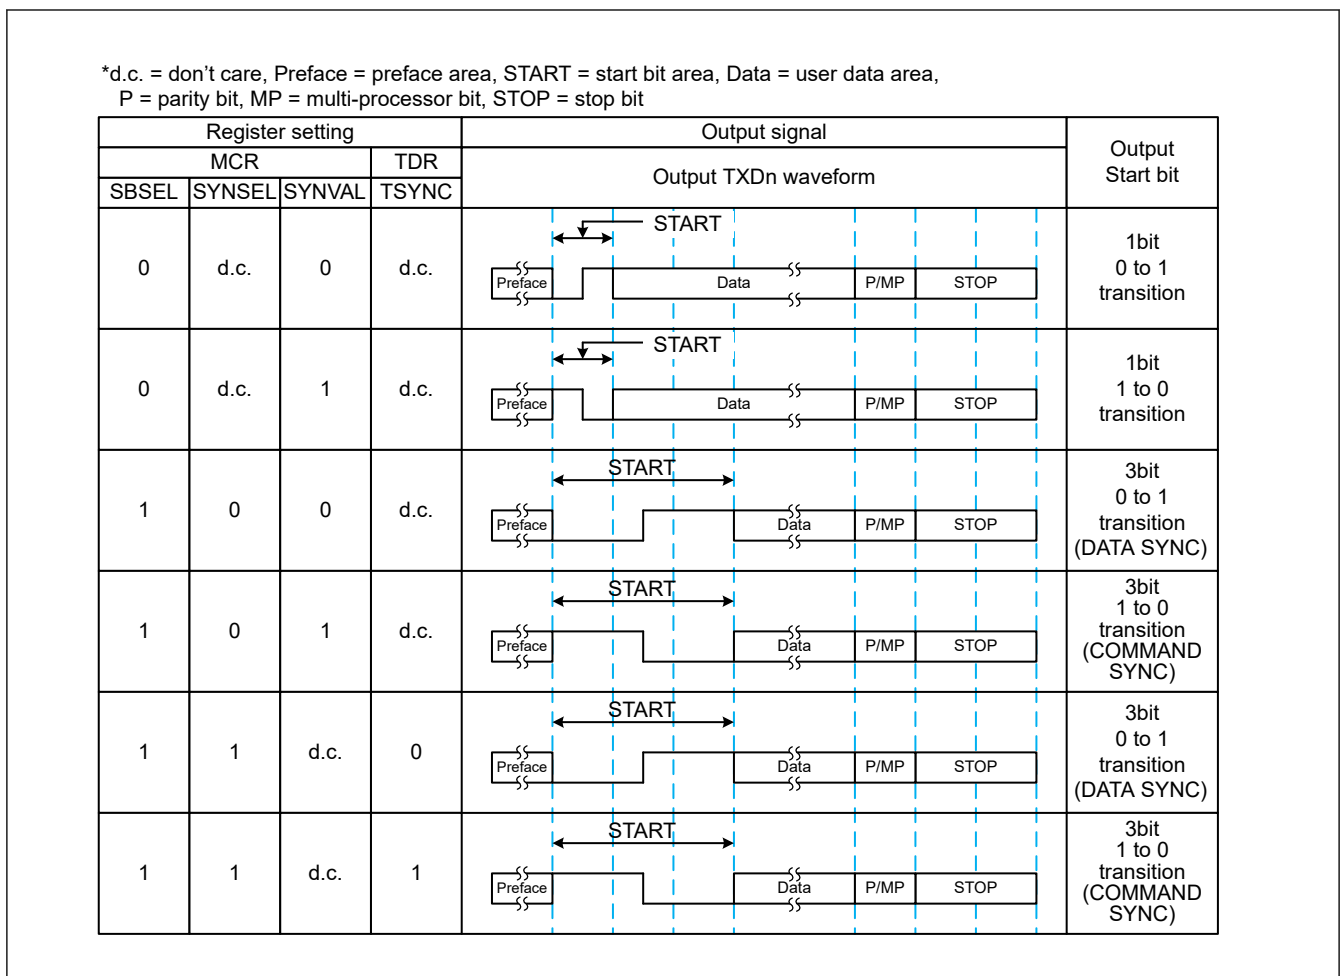 *d.c. = don't care, Preface = preface area, START = start bit area, Data = user data area,
P = parity bit, MP = multi-processor bit, STOP = stop bit
Register setting
Output signal
Output
Start bit
MCR
TDR
Output TXDn waveform
SBSEL SYNSEL SYNVAL TSYNC
START
0 d.c. 0 d.c.
Preface Data P/MP STOP
1bit
0 to 1
transition
START
0 d.c. 1 d.c.
Preface Data P/MP STOP
1bit
1 to 0
transition
START
1 0 0 d.c.
Preface Data P/MP STOP
3bit
0 to 1
transition
(DATA SYNC)
START
1 0 1 d.c.
Preface Data P/MP STOP
3bit
1 to 0
transition
(COMMAND
SYNC)
START
1 1 d.c. 0
Preface Data P/MP STOP
3bit
0 to 1
transition
(DATA SYNC)
START
1 1 d.c. 1
Preface Data P/MP STOP
3bit
1 to 0
transition
(COMMAND
SYNC)